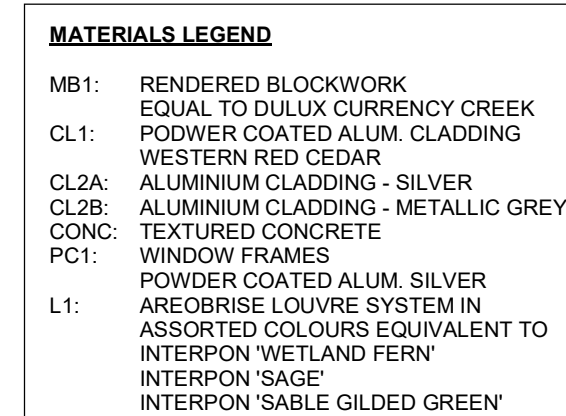 MATERIALS LEGEND
MB1: RENDERED BLOCKWORK
EQUAL TO DULUX CURRENCY CREEK
CL1: PODWER COATED ALUM. CLADDING
WESTERN RED CEDAR
CL2A: ALUMINIUM CLADDING - SILVER
CL2B: ALUMINIUM CLADDING - METALLIC GREY
CONC: TEXTURED CONCRETE
PC1: WINDOW FRAMES
POWDER COATED ALUM. SILVER
L1: AREOBRISE LOUVRE SYSTEM IN
ASSORTED COLOURS EQUIVALENT TO
INTERPON 'WETLAND FERN'
INTERPON 'SAGE'
INTERPON 'SABLE GILDED GREEN'